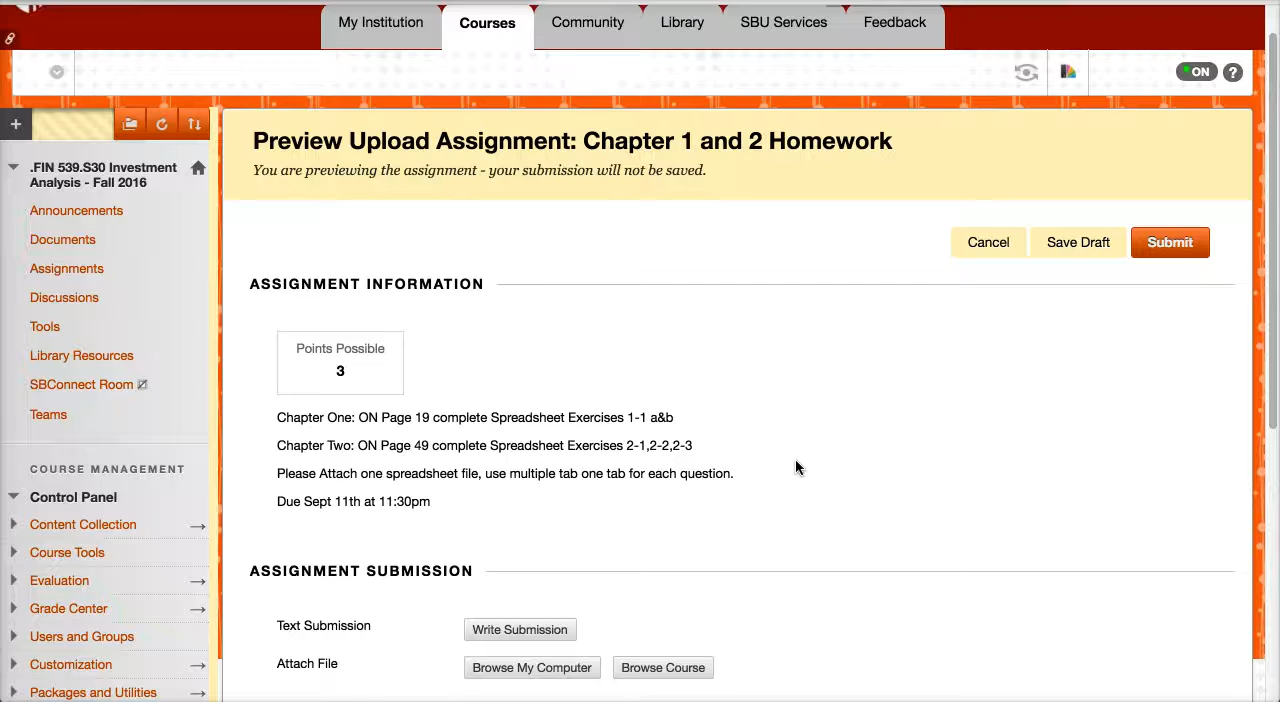 My Institution
Courses
Community
Library
SBU Services
Feedback
ON
?
+
.FIN 539.S30 Investment
Analysis - Fall 2016
Announcements
Documents
Assignments
Discussions
Tools
Library Resources
SBConnect Room
Teams
COURSE MANAGEMENT
Control Panel
Content Collection
Course Tools
Evaluation
Grade Center
Users and Groups
Customization
Packages and Utilities
Preview Upload Assignment: Chapter 1 and 2 Homework
You are previewing the assignment - your submission will not be saved.
Cancel
Save Draft
Submit
ASSIGNMENT INFORMATION
Points Possible
3
Chapter One: ON Page 19 complete Spreadsheet Exercises 1-1 a&b
Chapter Two: ON Page 49 complete Spreadsheet Exercises 2-1,2-2,2-3
Please Attach one spreadsheet file, use multiple tab one tab for each question.
Due Sept 11th at 11:30pm
ASSIGNMENT SUBMISSION
Text Submission
Write Submission
Attach File
Browse My Computer
Browse Course